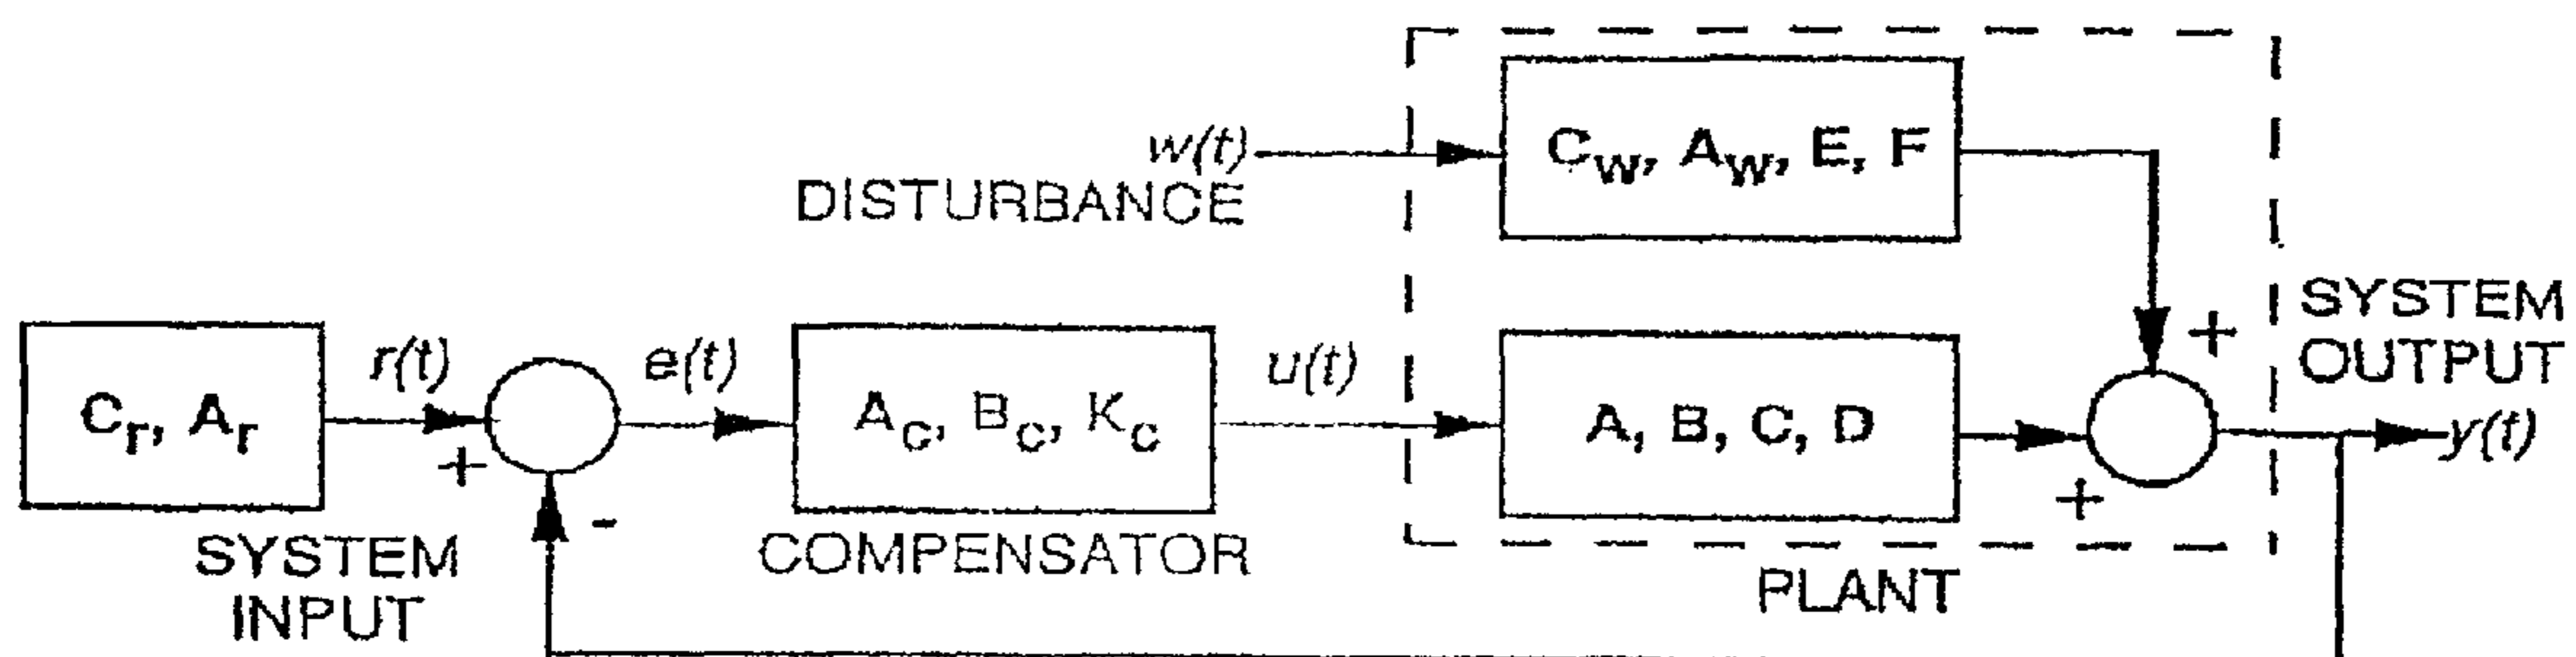 w(t)
DISTURBANCE
C_w, A_w, E, F
C_r, A_r
r(t)
+
-
SYSTEM
INPUT
e(t)
A_c, B_c, K_c
COMPENSATOR
u(t)
A, B, C, D
PLANT
+
+
SYSTEM
OUTPUT
y(t)